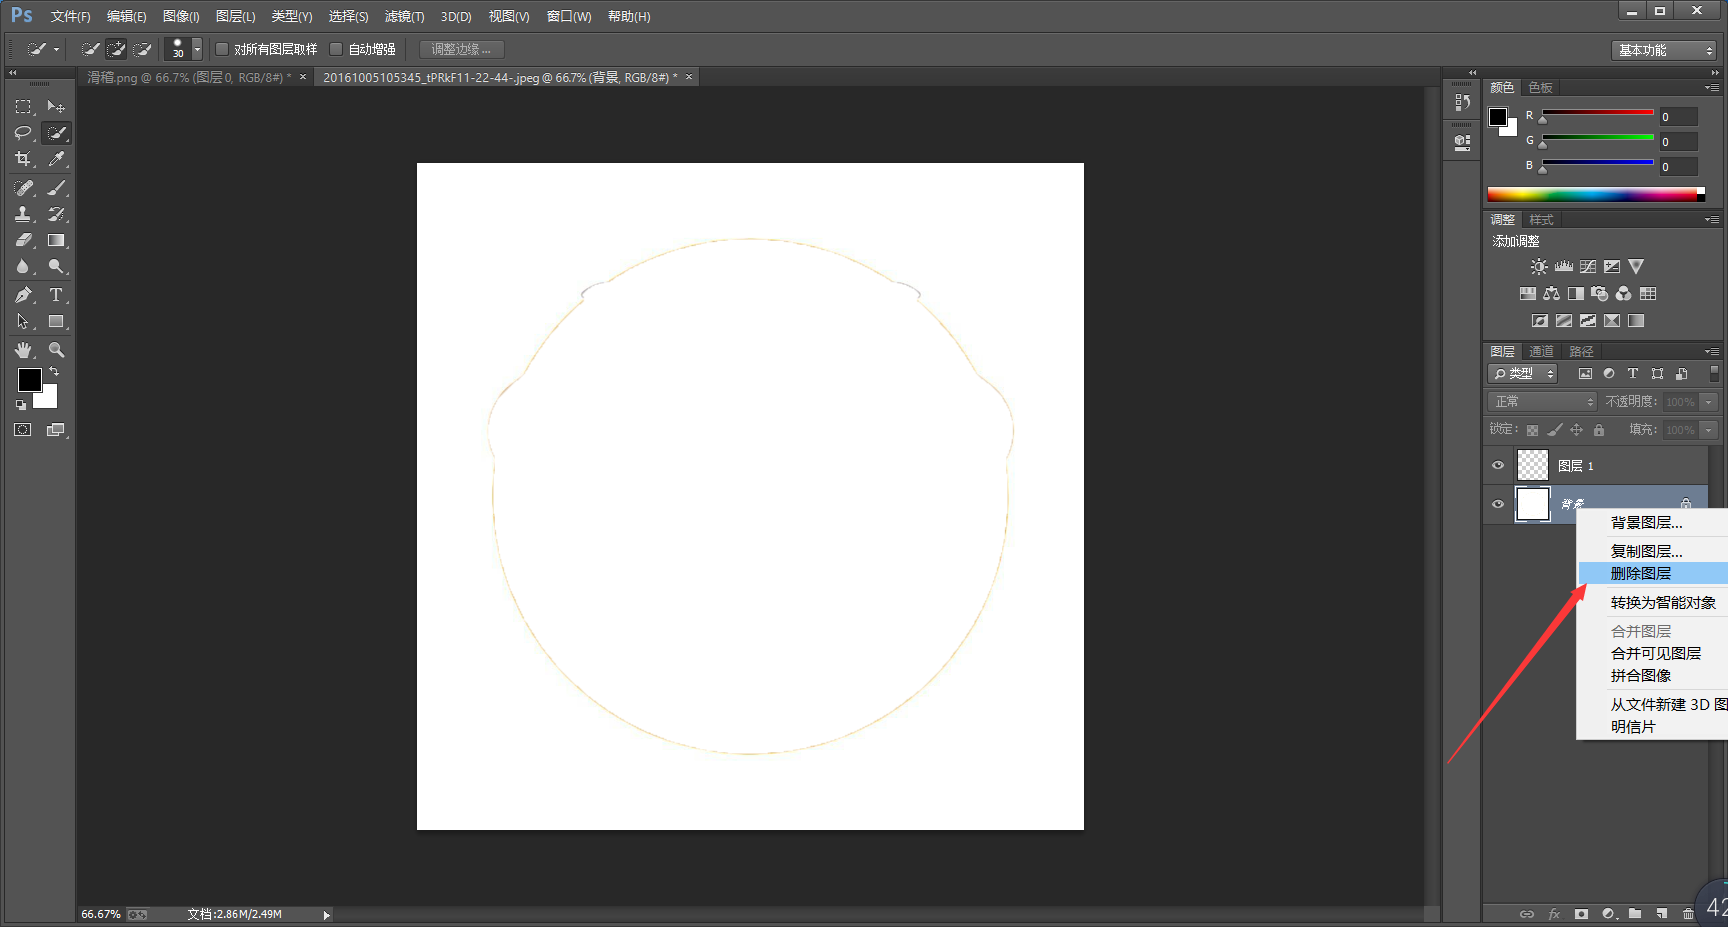 Ps 文件(F) 编辑(E) 图像(I) 图层(L) 类型(Y) 选择(S) 滤镜(T) 3D(D) 视图(V) 窗口(W) 帮助(H)
30 对所有图层取样 自动增强 调整边缘... 基本功能
滑稽.png @ 66.7% (图层 0, RGB/8#) * × 20161005105345_tPRkF11-22-44-.jpeg @ 66.7% (背景, RGB/8#) * ×
颜色 色板
R 0
G 0
B 0
调整 样式
添加调整
图层 通道 路径
类型
正常 不透明度: 100%
锁定: 填充: 100%
图层 1
背景
背景图层...
复制图层...
删除图层
转换为智能对象
合并图层
合并可见图层
拼合图像
从文件新建 3D 图
明信片
66.67% 文档:2.86M/2.49M
fx
42